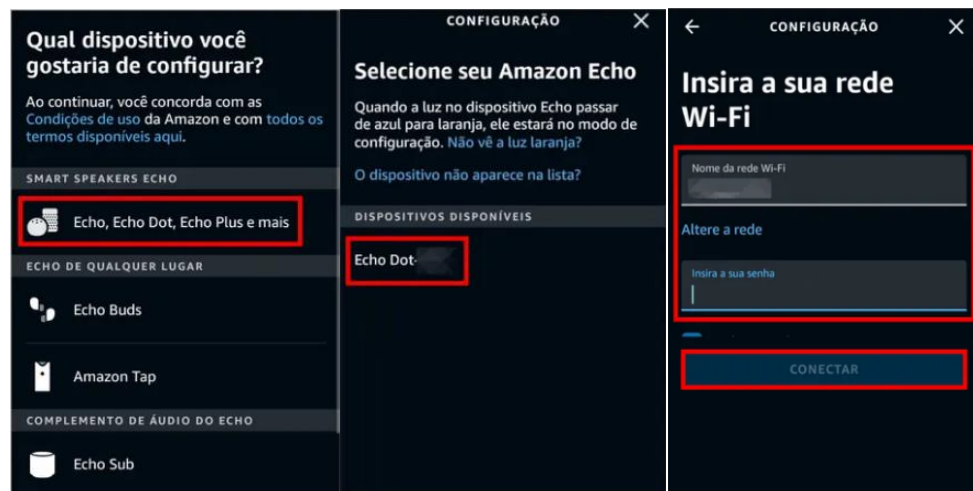 Qual dispositivo você
gostaria de configurar?
Ao continuar, você concorda com as
Condições de uso da Amazon e com todos os
termos disponíveis aqui.
SMART SPEAKERS ECHO
Echo, Echo Dot, Echo Plus e mais
ECHO DE QUALQUER LUGAR
Echo Buds
Amazon Tap
COMPLEMENTO DE ÁUDIO DO ECHO
Echo Sub
CONFIGURAÇÃO
Selecione seu Amazon Echo
Quando a luz no dispositivo Echo passar
de azul para laranja, ele estará no modo de
configuração. Não vê a luz laranja?
O dispositivo não aparece na lista?
DISPOSITIVOS DISPONÍVEIS
Echo Dot-
CONFIGURAÇÃO
Insira a sua rede
Wi-Fi
Nome da rede Wi-Fi
Altere a rede
Insira a sua senha
CONECTAR